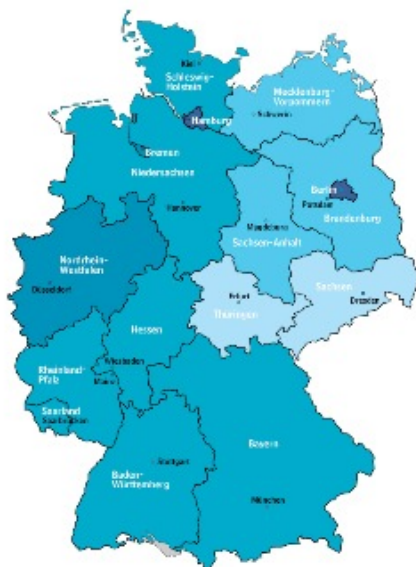 Kiel
Schleswig-
Holstein
Mecklenburg-
Vorpommern
Schwerin
Hamburg
Bremen
Niedersachsen
Hannover
Berlin
Potsdam
Brandenburg
Magdeburg
Sachsen-Anhalt
Nordrhein-
Westfalen
Düsseldorf
Hessen
Erfurt
Thüringen
Sachsen
Dresden
Wiesbaden
Rheinland-
Pfalz
Mainz
Saarland
Saarbrücken
Stuttgart
Baden-
Württemberg
Bayern
München